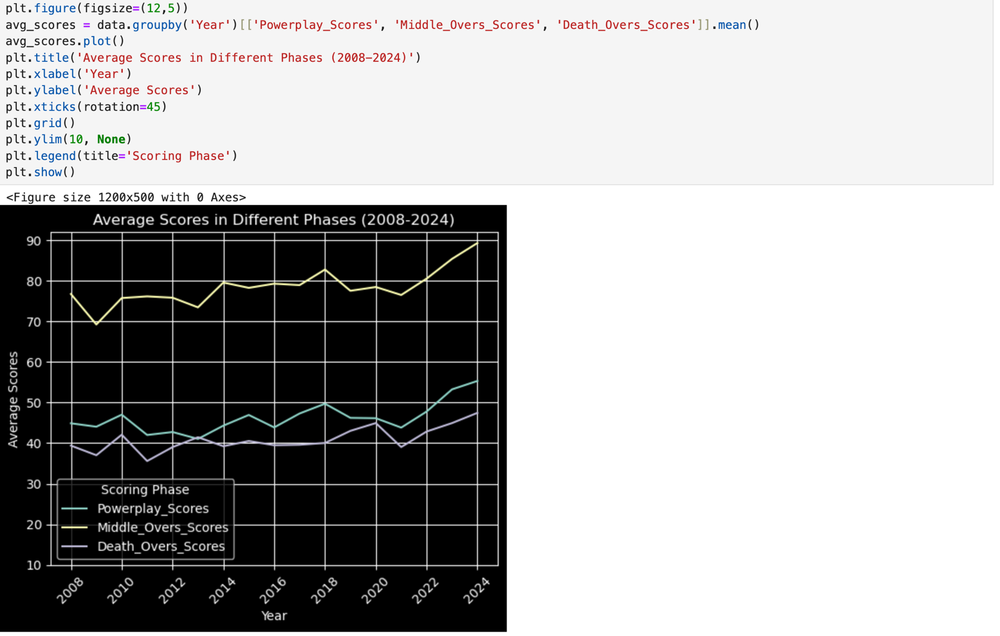 plt.figure(figsize=(12,5))
avg_scores = data.groupby('Year')[['Powerplay_Scores', 'Middle_Overs_Scores', 'Death_Overs_Scores']].mean()
avg_scores.plot()
plt.title('Average Scores in Different Phases (2008-2024)')
plt.xlabel('Year')
plt.ylabel('Average Scores')
plt.xticks(rotation=45)
plt.grid()
plt.ylim(10, None)
plt.legend(title='Scoring Phase')
plt.show()
<Figure size 1200x500 with 0 Axes>
Average Scores in Different Phases (2008-2024)
90
80
70
60
50
40
30
20
10
Average Scores
Scoring Phase
Powerplay_Scores
Middle_Overs_Scores
Death_Overs_Scores
2008 2010 2012 2014 2016 2018 2020 2022 2024
Year